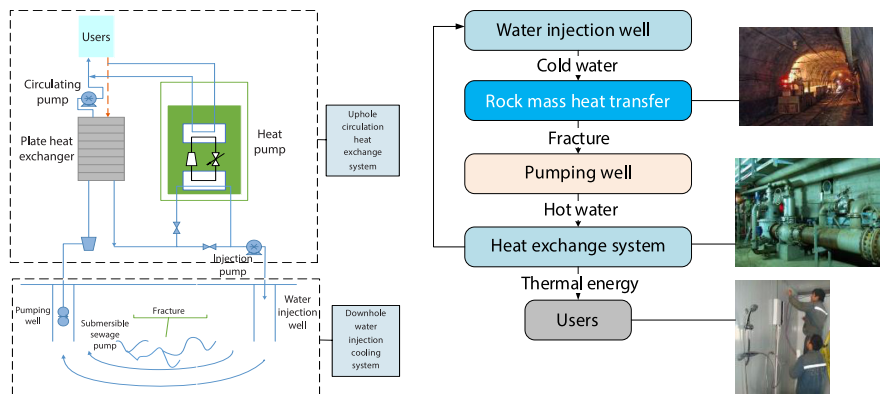 Users
Circulating
pump
Plate heat
exchanger
Heat
pump
Injection
pump
Uphole
circulation
heat
exchange
system
Pumping
well
Submersible
sewage
pump
Fracture
Water
injection
well
Downhole
water
injection
cooling
system
Water injection well
Cold water
Rock mass heat transfer
Fracture
Pumping well
Hot water
Heat exchange system
Thermal energy
Users